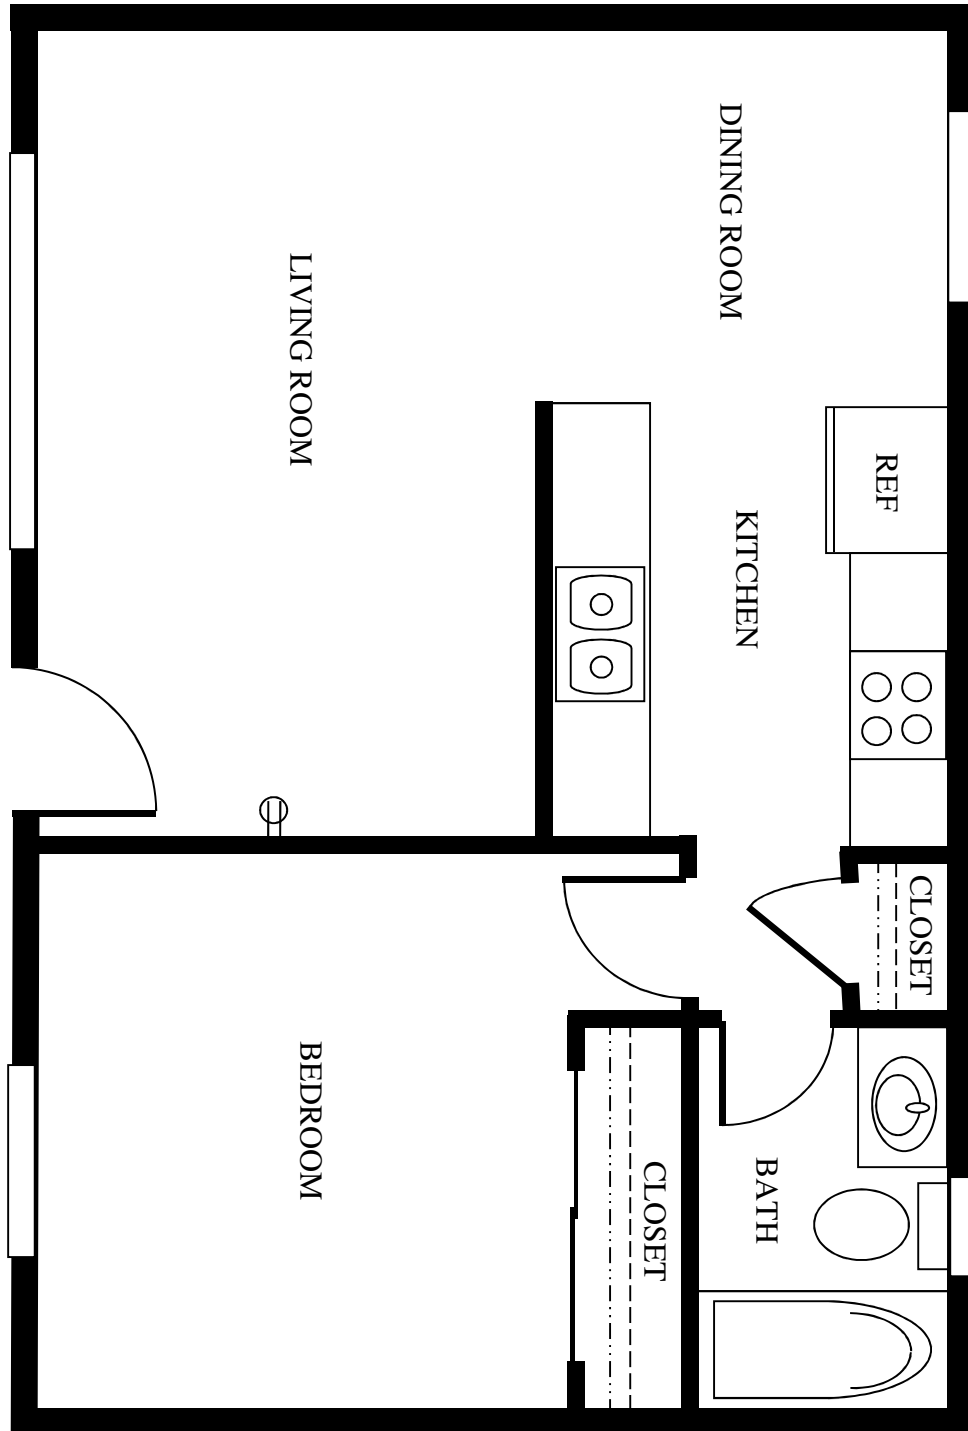 DINING ROOM
LIVING ROOM
REF
KITCHEN
CLOSET
BEDROOM
BATH
CLOSET